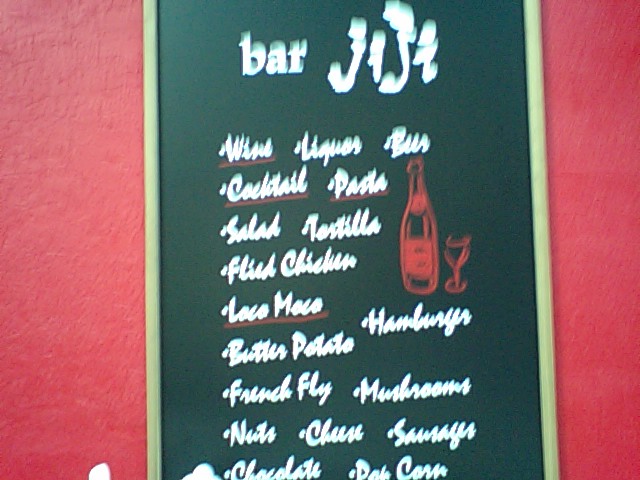 bar JiJi
·Wine ·Liquor ·Beer
·Cocktail ·Pasta
·Salad ·Tortilla
·Flied Chicken
·Loco Moco
·Hamburger
·Butter Potato
·French Fly ·Mushrooms
·Nuts ·Cheese ·Sausages
·Chocolate ·Pop Corn